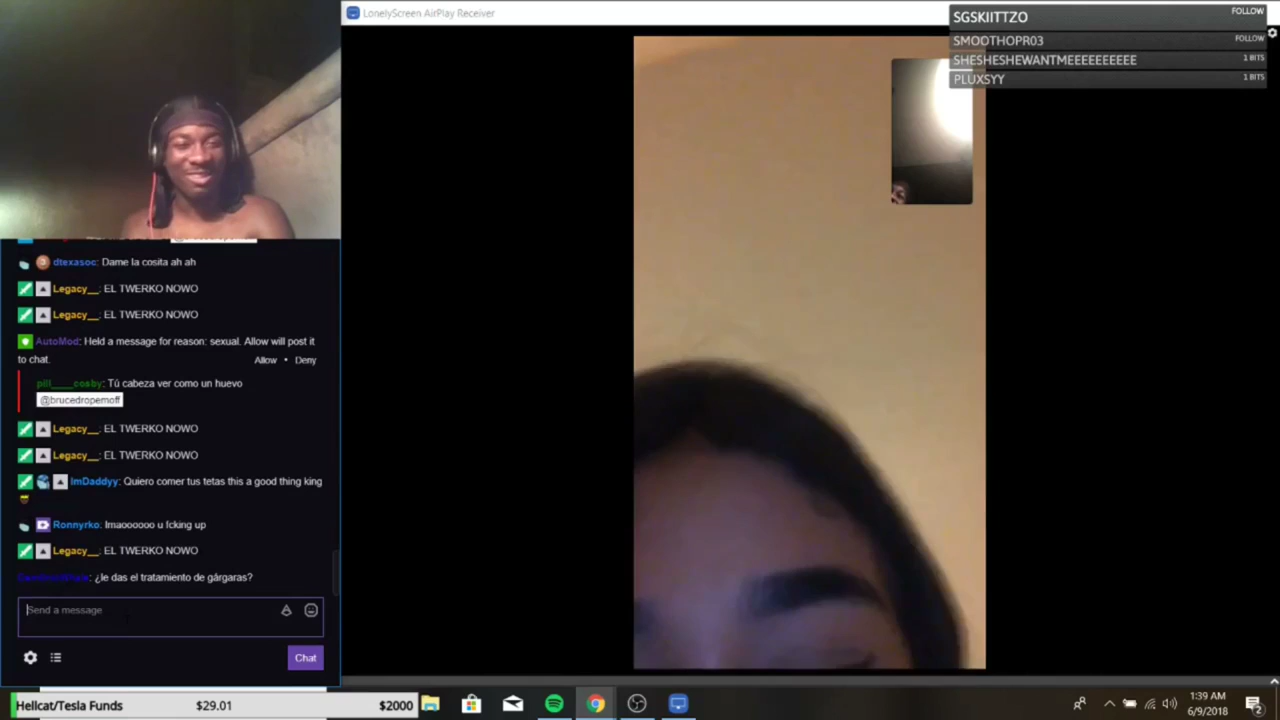 LonelyScreen AirPlay Receiver
SGSKIITTZO FOLLOW
SMOOTHOPR03 FOLLOW
SHESHESHEWANTMEEEEEEEEEE 1 BITS
PLUXSYY 1 BITS
dtexasoc: Dame la cosita ah ah
Legacy__: EL TWERKO NOWO
Legacy__: EL TWERKO NOWO
AutoMod: Held a message for reason: sexual. Allow will post it
to chat. Allow • Deny
pill____cosby: Tú cabeza ver como un huevo
@brucedropemoff
Legacy__: EL TWERKO NOWO
Legacy__: EL TWERKO NOWO
ImDaddyy: Quiero comer tus tetas this a good thing king
Ronnyrko: lmaoooooo u fcking up
Legacy__: EL TWERKO NOWO
: ¿le das el tratamiento de gárgaras?
Send a message
Chat
Hellcat/Tesla Funds $29.01 $2000
1:39 AM
6/9/2018
2